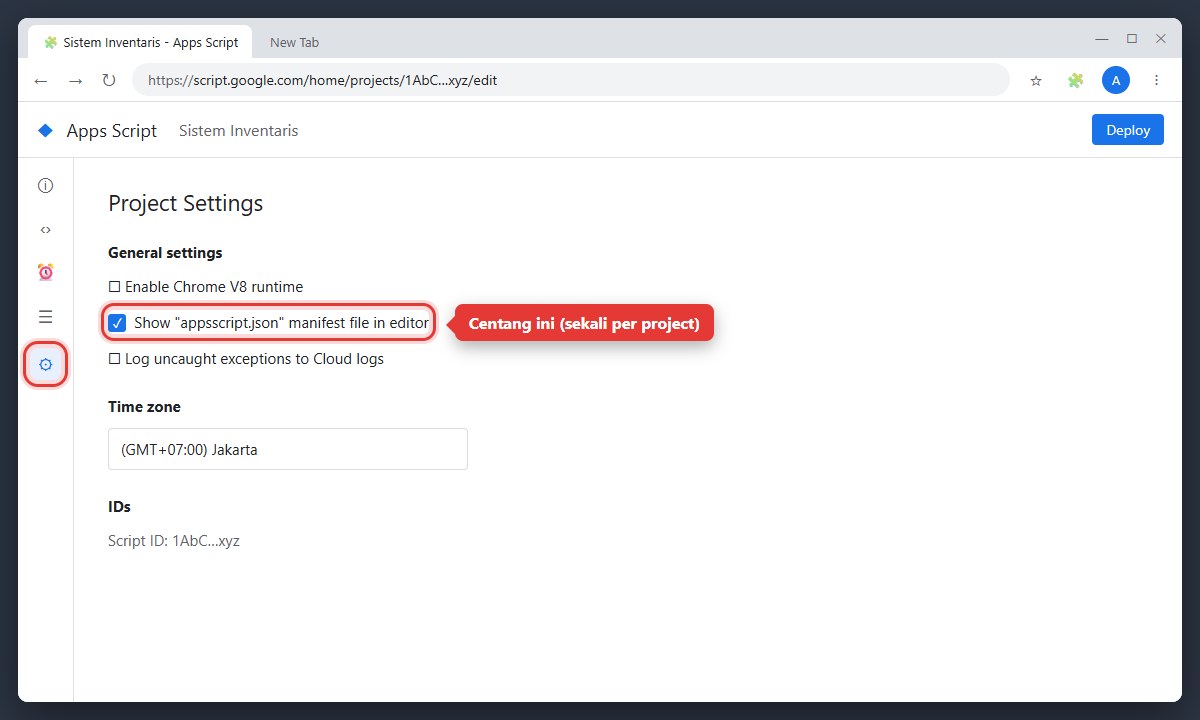 Sistem Inventaris - Apps Script
New Tab
https://script.google.com/home/projects/1AbC...xyz/edit
A
Apps Script
Sistem Inventaris
Deploy
Project Settings
General settings
Enable Chrome V8 runtime
Show "appsscript.json" manifest file in editor
Centang ini (sekali per project)
Log uncaught exceptions to Cloud logs
Time zone
(GMT+07:00) Jakarta
IDs
Script ID: 1AbC...xyz